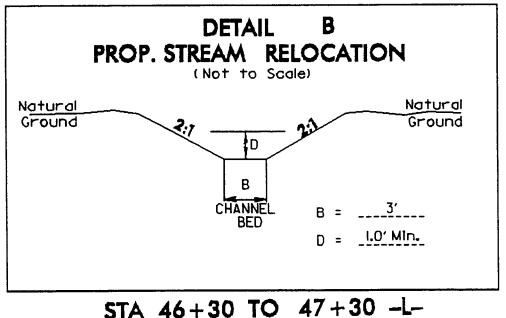 DETAIL B
PROP. STREAM RELOCATION
(Not to Scale)
Natural
Ground
2:1
D
2:1
Natural
Ground
B
CHANNEL
BED
B = 3'
D = 1.0' Min.
STA 46+30 TO 47+30 -L-